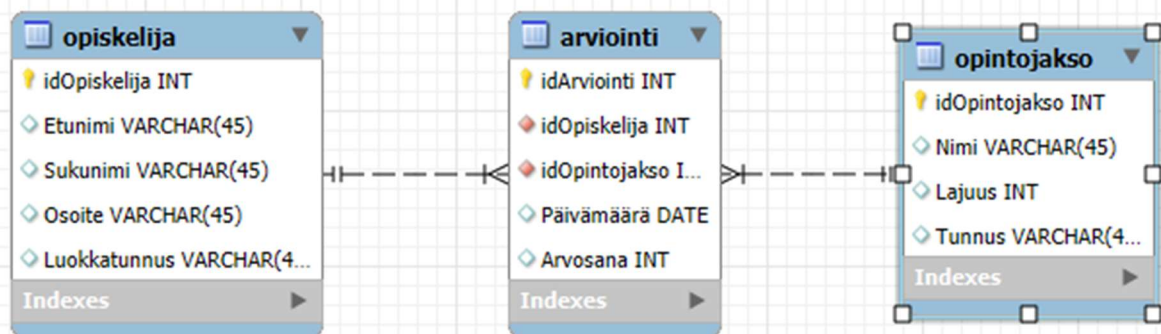 opiskelija
idOpiskelija INT
Etunimi VARCHAR(45)
Sukunimi VARCHAR(45)
Osoite VARCHAR(45)
Luokkatunnus VARCHAR(4...
Indexes
arviointi
idArviointi INT
idOpiskelija INT
idOpintojakso I...
Päivämäärä DATE
Arvosana INT
Indexes
opintojakso
idOpintojakso INT
Nimi VARCHAR(45)
Lajuus INT
Tunnus VARCHAR(4...
Indexes